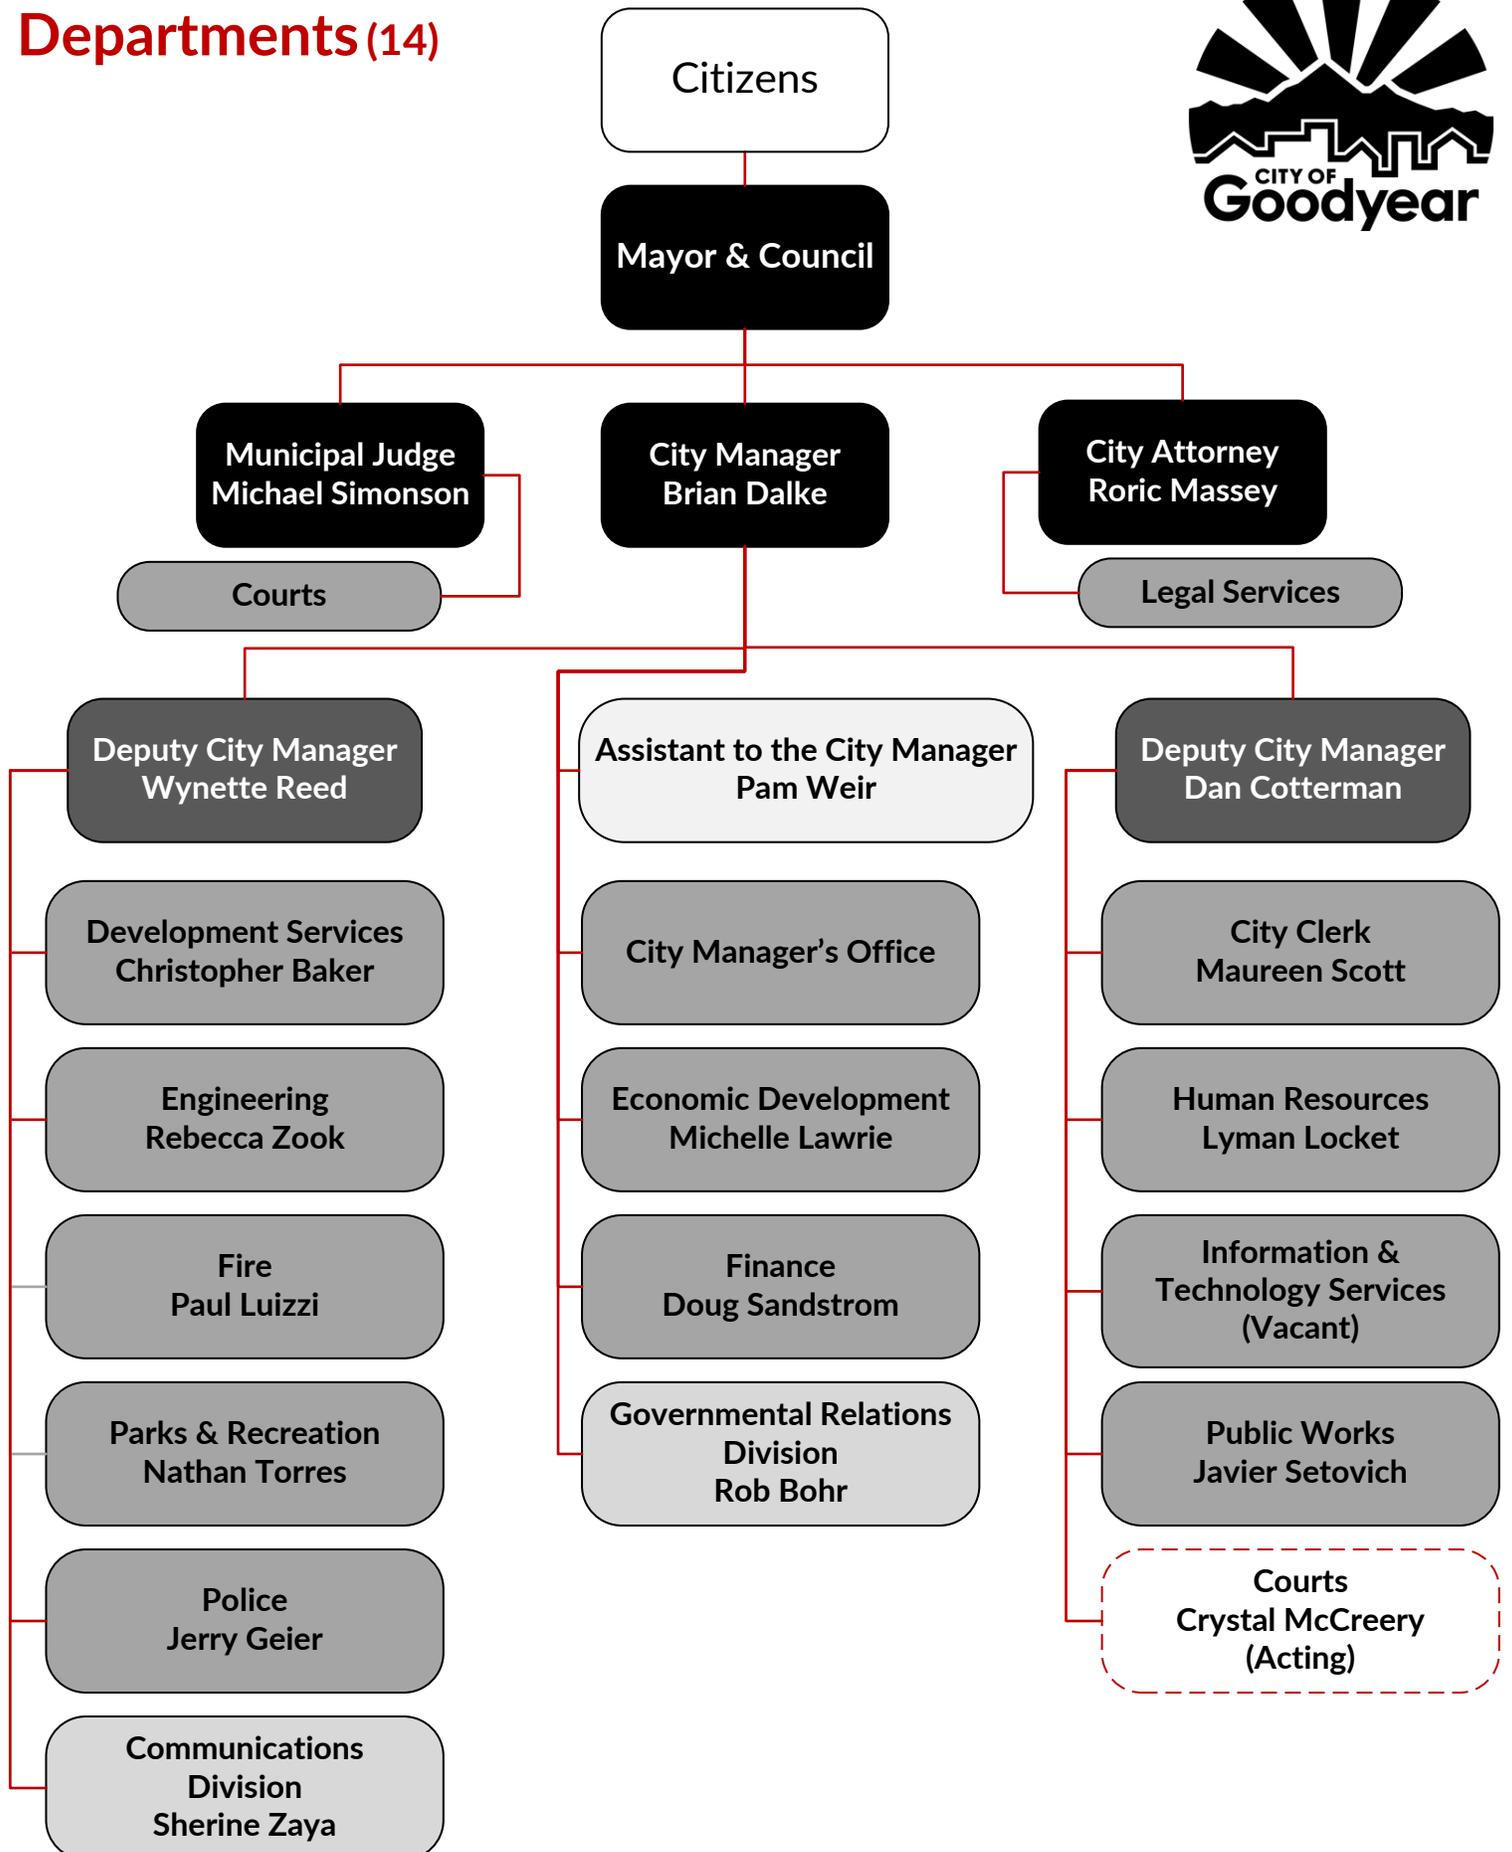 Departments (14)
Citizens
CITY OF
Goodyear
Mayor & Council
Municipal Judge
Michael Simonson
City Manager
Brian Dalke
City Attorney
Roric Massey
Courts
Legal Services
Deputy City Manager
Wynette Reed
Assistant to the City Manager
Pam Weir
Deputy City Manager
Dan Cotterman
Development Services
Christopher Baker
City Manager’s Office
City Clerk
Maureen Scott
Engineering
Rebecca Zook
Economic Development
Michelle Lawrie
Human Resources
Lyman Locket
Fire
Paul Luizzi
Finance
Doug Sandstrom
Information &
Technology Services
(Vacant)
Parks & Recreation
Nathan Torres
Governmental Relations
Division
Rob Bohr
Public Works
Javier Setovich
Police
Jerry Geier
Courts
Crystal McCreery
(Acting)
Communications
Division
Sherine Zaya